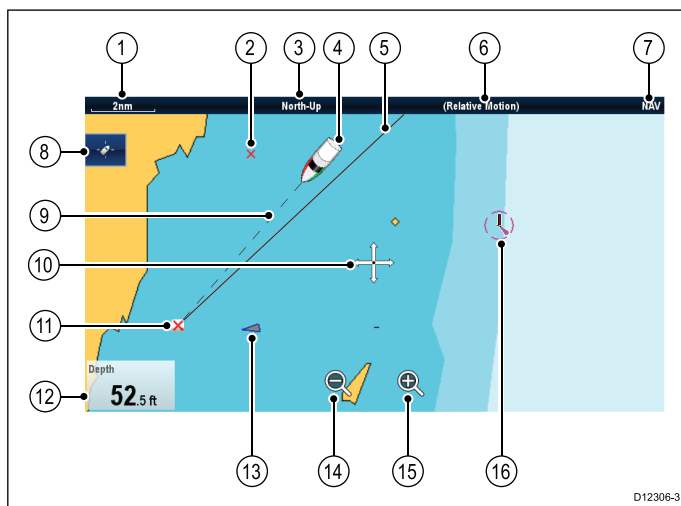 1 2 3 4 5 6 7
2nm North-Up (Relative Motion) NAV
8
9
10
11
Depth
12
52.5 ft
13 14 15 16
D12306-3